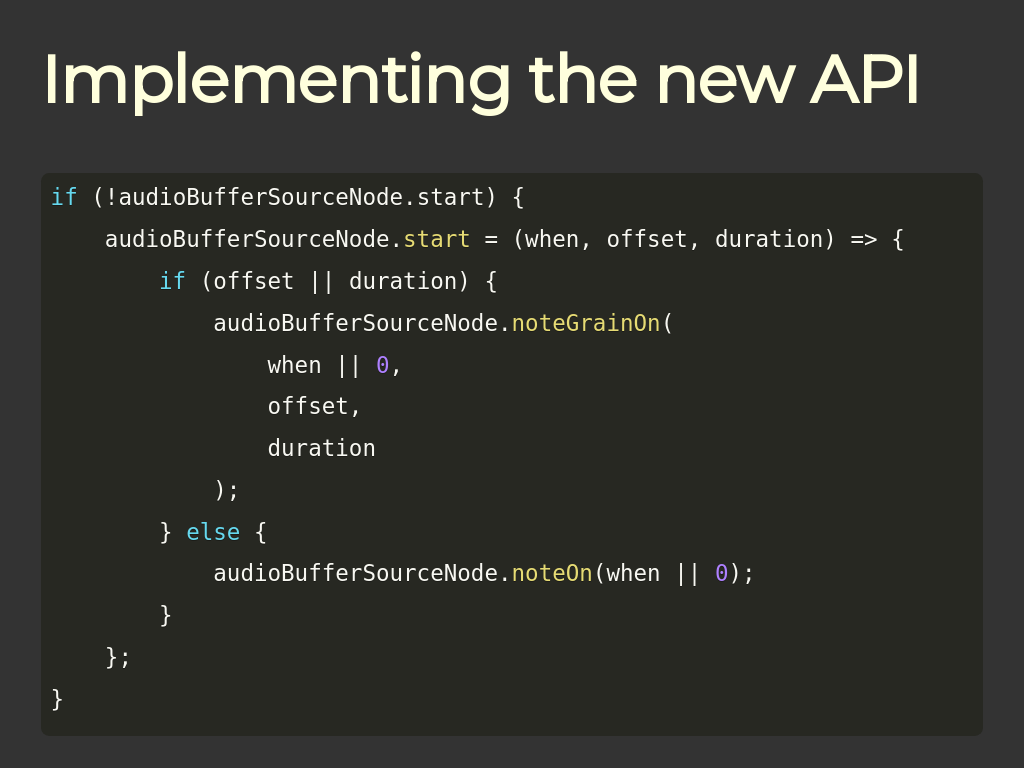 Implementing the new API
if (!audioBufferSourceNode.start) {
    audioBufferSourceNode.start = (when, offset, duration) => {
        if (offset || duration) {
            audioBufferSourceNode.noteGrainOn(
                when || 0,
                offset,
                duration
            );
        } else {
            audioBufferSourceNode.noteOn(when || 0);
        }
    };
}